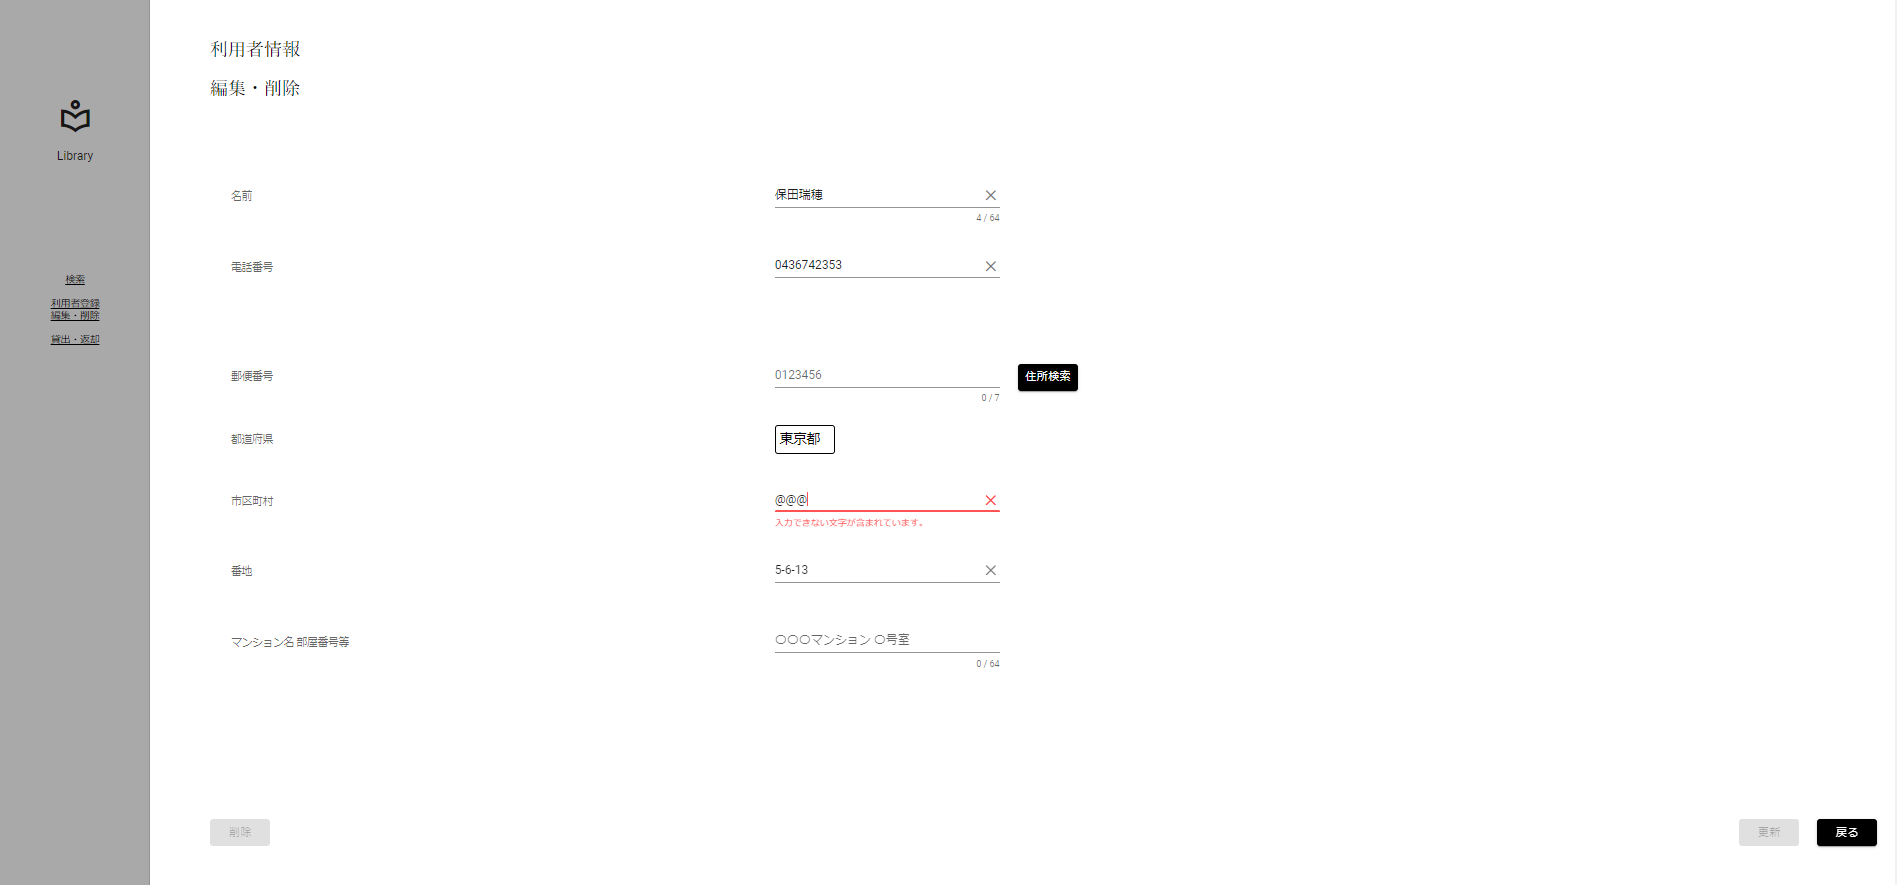 Library
検索
利用者登録
編集・削除
貸出・返却
利用者情報
編集・削除
名前
保田瑞穂
4 / 64
電話番号
0436742353
郵便番号
0123456
住所検索
0 / 7
都道府県
東京都
市区町村
@@@
入力できない文字が含まれています。
番地
5-6-13
マンション名 部屋番号等
〇〇〇マンション 〇号室
0 / 64
削除
更新
戻る